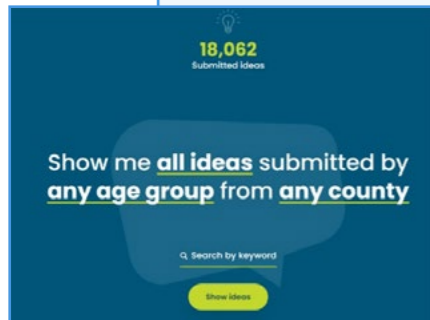 18,062
Submitted ideas
Show me all ideas submitted by
any age group from any county
Search by keyword
Show ideas